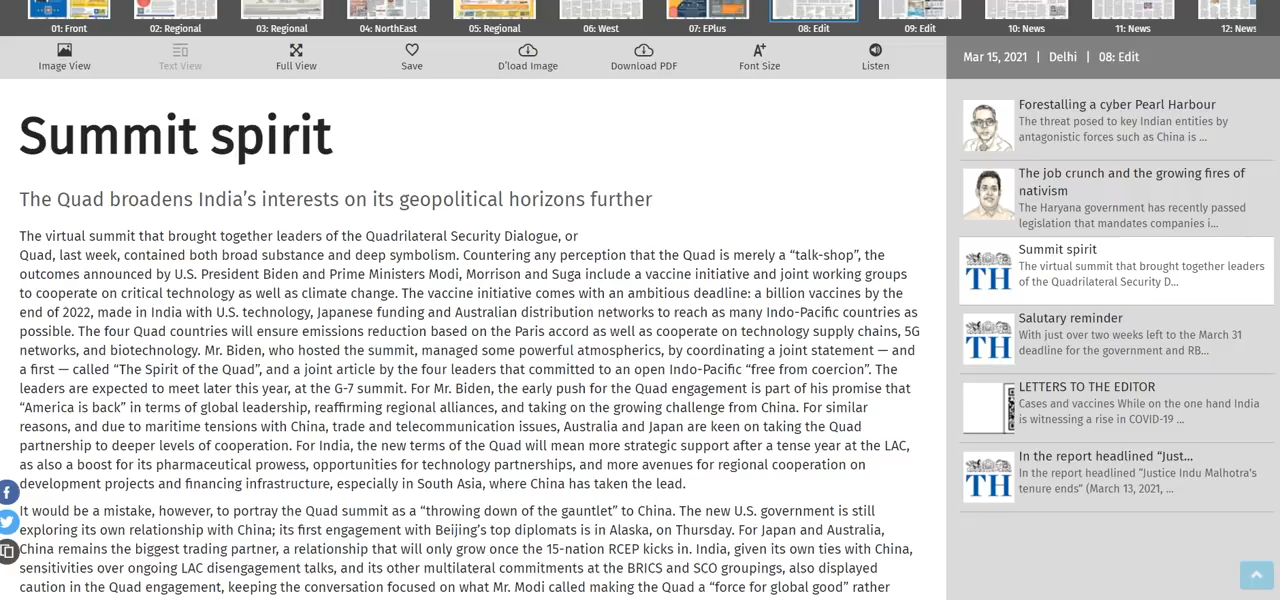 01: Front
02: Regional
03: Regional
04: NorthEast
05: Regional
06: West
07: EPlus
08: Edit
09: Edit
10: News
11: News
12: News
Image View
Text View
Full View
Save
D'load Image
Download PDF
A+
Font Size
Listen
Mar 15, 2021 | Delhi | 08: Edit
Summit spirit
The Quad broadens India’s interests on its geopolitical horizons further
The virtual summit that brought together leaders of the Quadrilateral Security Dialogue, or
Quad, last week, contained both broad substance and deep symbolism. Countering any perception that the Quad is merely a “talk-shop”, the
outcomes announced by U.S. President Biden and Prime Ministers Modi, Morrison and Suga include a vaccine initiative and joint working groups
to cooperate on critical technology as well as climate change. The vaccine initiative comes with an ambitious deadline: a billion vaccines by the
end of 2022, made in India with U.S. technology, Japanese funding and Australian distribution networks to reach as many Indo-Pacific countries as
possible. The four Quad countries will ensure emissions reduction based on the Paris accord as well as cooperate on technology supply chains, 5G
networks, and biotechnology. Mr. Biden, who hosted the summit, managed some powerful atmospherics, by coordinating a joint statement — and
a first — called “The Spirit of the Quad”, and a joint article by the four leaders that committed to an open Indo-Pacific “free from coercion”. The
leaders are expected to meet later this year, at the G-7 summit. For Mr. Biden, the early push for the Quad engagement is part of his promise that
“America is back” in terms of global leadership, reaffirming regional alliances, and taking on the growing challenge from China. For similar
reasons, and due to maritime tensions with China, trade and telecommunication issues, Australia and Japan are keen on taking the Quad
partnership to deeper levels of cooperation. For India, the new terms of the Quad will mean more strategic support after a tense year at the LAC,
as also a boost for its pharmaceutical prowess, opportunities for technology partnerships, and more avenues for regional cooperation on
development projects and financing infrastructure, especially in South Asia, where China has taken the lead.
It would be a mistake, however, to portray the Quad summit as a “throwing down of the gauntlet” to China. The new U.S. government is still
exploring its own relationship with China; its first engagement with Beijing’s top diplomats is in Alaska, on Thursday. For Japan and Australia,
China remains the biggest trading partner, a relationship that will only grow once the 15-nation RCEP kicks in. India, given its own ties with China,
sensitivities over ongoing LAC disengagement talks, and its other multilateral commitments at the BRICS and SCO groupings, also displayed
caution in the Quad engagement, keeping the conversation focused on what Mr. Modi called making the Quad a “force for global good” rather
Forestalling a cyber Pearl Harbour
The threat posed to key Indian entities by
antagonistic forces such as China is ...
The job crunch and the growing fires of
nativism
The Haryana government has recently passed
legislation that mandates companies i...
TH
Summit spirit
The virtual summit that brought together leaders
of the Quadrilateral Security D...
TH
Salutary reminder
With just over two weeks left to the March 31
deadline for the government and RB...
LETTERS TO THE EDITOR
Cases and vaccines While on the one hand India
is witnessing a rise in COVID-19 ...
TH
In the report headlined “Just...
In the report headlined “Justice Indu Malhotra's
tenure ends” (March 13, 2021, ...